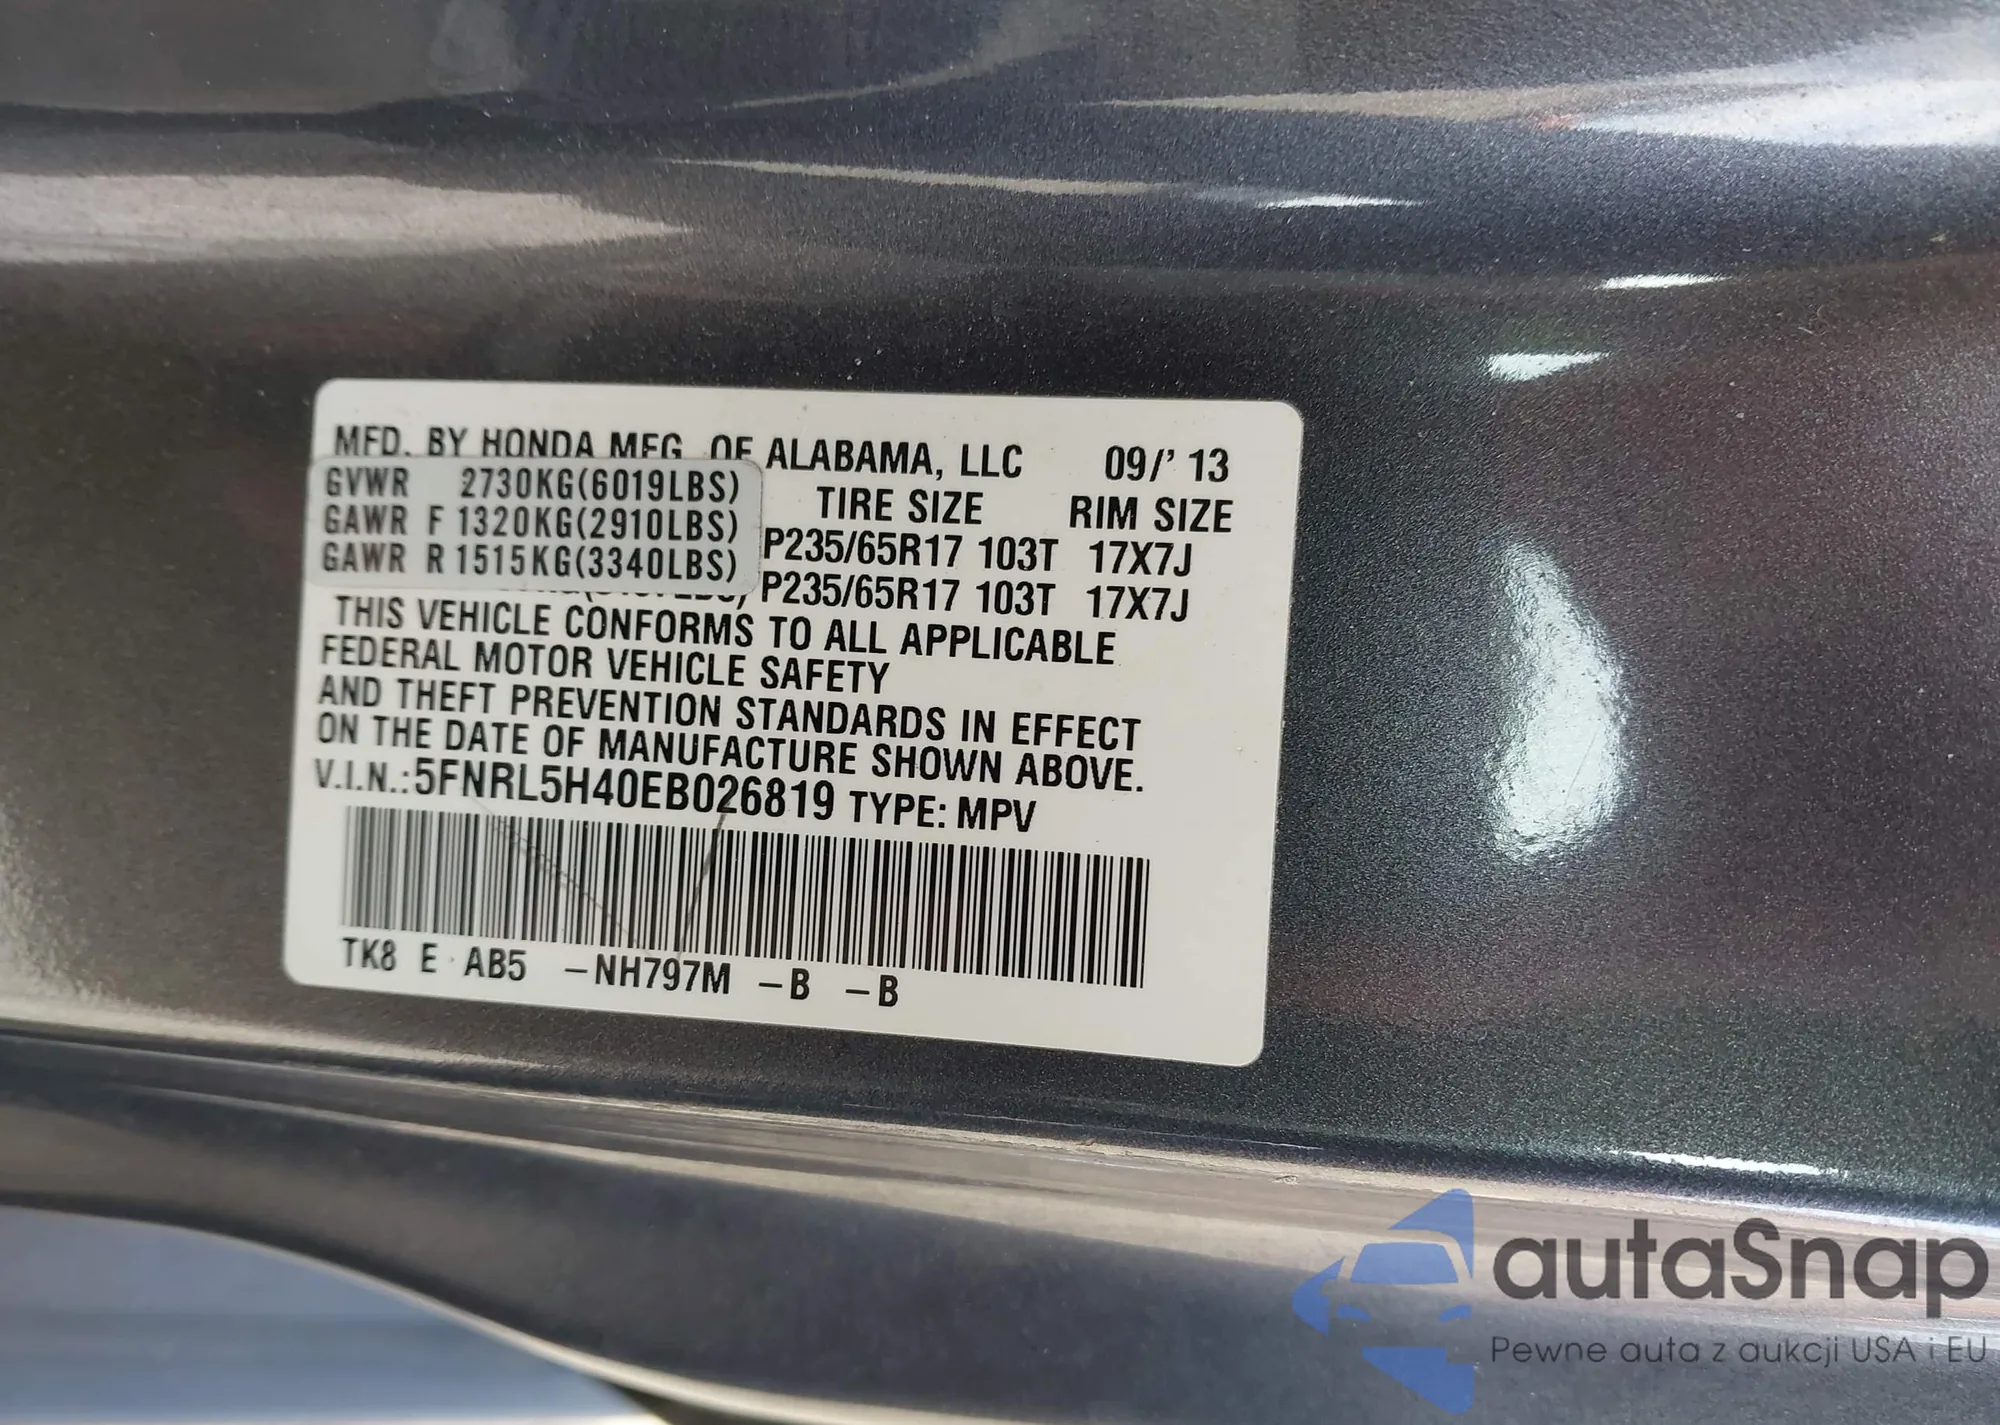 MFD. BY HONDA MFG. OF ALABAMA, LLC 09/' 13
GVWR 2730KG(6019LBS) TIRE SIZE RIM SIZE
GAWR F 1320KG(2910LBS) P235/65R17 103T 17X7J
GAWR R 1515KG(3340LBS) P235/65R17 103T 17X7J
THIS VEHICLE CONFORMS TO ALL APPLICABLE
FEDERAL MOTOR VEHICLE SAFETY
AND THEFT PREVENTION STANDARDS IN EFFECT
ON THE DATE OF MANUFACTURE SHOWN ABOVE.
V.I.N.: 5FNRL5H40EB026819 TYPE: MPV
TK8 E AB5 -NH797M -B -B
autaSnap
Pewne auta z aukcji USA i EU